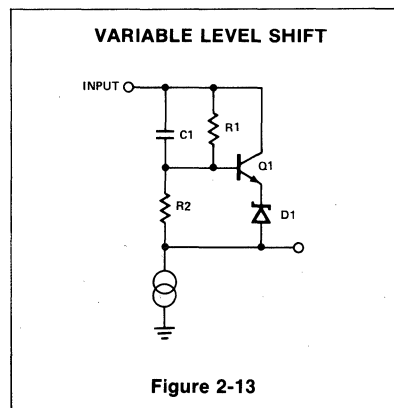 VARIABLE LEVEL SHIFT
INPUT
C1
R1
Q1
R2
D1
Figure 2-13